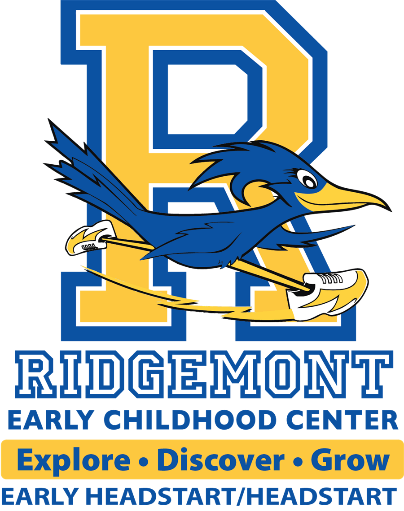 R
RIDGEMONT
EARLY CHILDHOOD CENTER
Explore • Discover • Grow
EARLY HEADSTART/HEADSTART